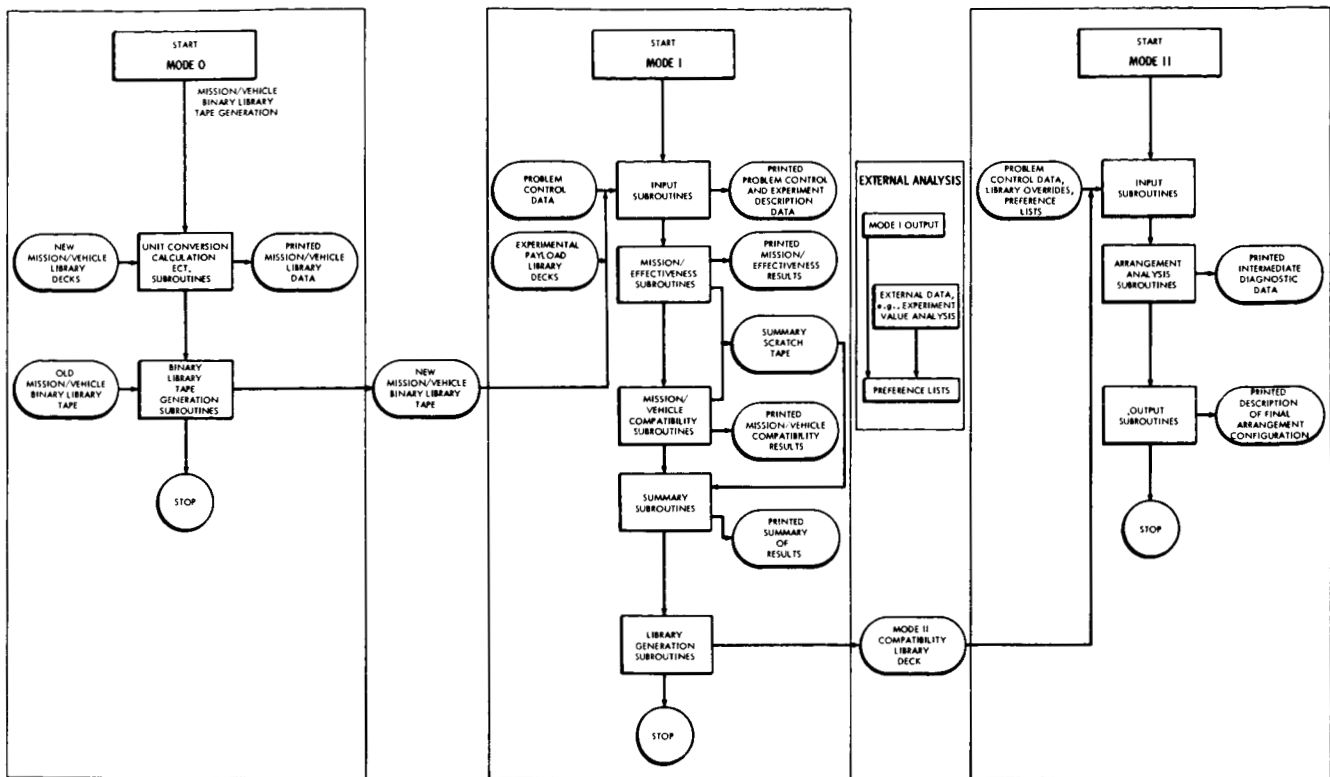 START
MODE O
MISSION/VEHICLE
BINARY LIBRARY
TAPE GENERATION
NEW
MISSION/VEHICLE
LIBRARY
DECKS
UNIT CONVERSION
CALCULATION
ECT,
SUBROUTINES
PRINTED
MISSION/VEHICLE
LIBRARY
DATA
OLD
MISSION/VEHICLE
BINARY LIBRARY
TAPE
BINARY
LIBRARY
TAPE
GENERATION
SUBROUTINES
STOP
NEW
MISSION/VEHICLE
BINARY LIBRARY
TAPE
START
MODE I
PROBLEM
CONTROL
DATA
INPUT
SUBROUTINES
PRINTED
PROBLEM CONTROL
AND EXPERIMENT
DESCRIPTION
DATA
EXPERIMENTAL
PAYLOAD
LIBRARY
DECKS
MISSION/
EFFECTIVENESS
SUBROUTINES
PRINTED
MISSION/
EFFECTIVENESS
RESULTS
SUMMARY
SCRATCH
TAPE
MISSION/
VEHICLE
COMPATIBILITY
SUBROUTINES
PRINTED
MISSION/VEHICLE
COMPATIBILITY
RESULTS
SUMMARY
SUBROUTINES
PRINTED
SUMMARY
OF
RESULTS
LIBRARY
GENERATION
SUBROUTINES
STOP
EXTERNAL ANALYSIS
MODE I OUTPUT
EXTERNAL DATA,
e.g., EXPERIMENT
VALUE ANALYSIS
PREFERENCE LISTS
MODE II
COMPATIBILITY
LIBRARY
DECK
START
MODE II
PROBLEM
CONTROL DATA,
LIBRARY OVERRIDES,
PREFERENCE
LISTS
INPUT
SUBROUTINES
ARRANGEMENT
ANALYSIS
SUBROUTINES
PRINTED
INTERMEDIATE
DIAGNOSTIC
DATA
OUTPUT
SUBROUTINES
PRINTED
DESCRIPTION
OF FINAL
ARRANGEMENT
CONFIGURATION
STOP